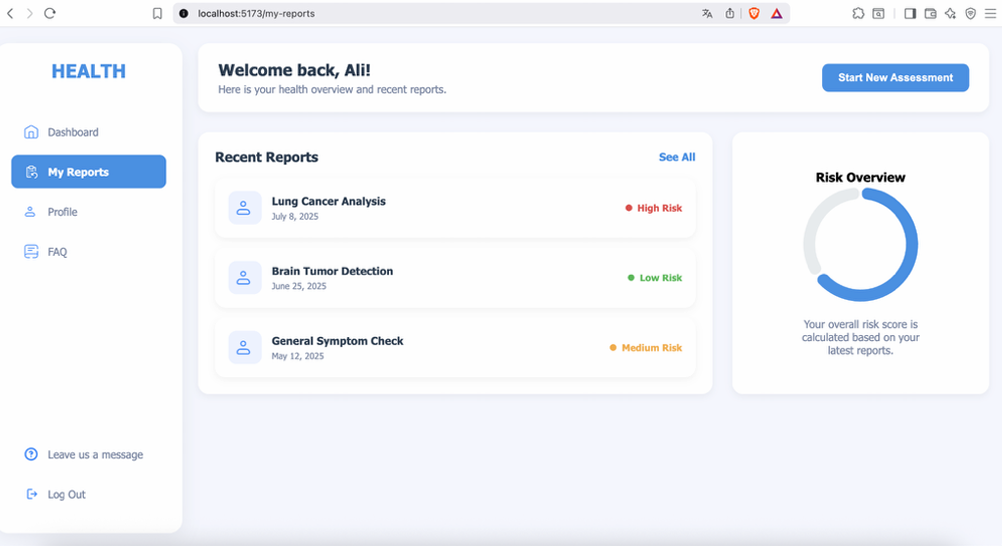 localhost:5173/my-reports
HEALTH
Dashboard
My Reports
Profile
FAQ
Leave us a message
Log Out
Welcome back, Ali!
Here is your health overview and recent reports.
Start New Assessment
Recent Reports
See All
Lung Cancer Analysis
July 8, 2025
High Risk
Brain Tumor Detection
June 25, 2025
Low Risk
General Symptom Check
May 12, 2025
Medium Risk
Risk Overview
Your overall risk score is
calculated based on your
latest reports.